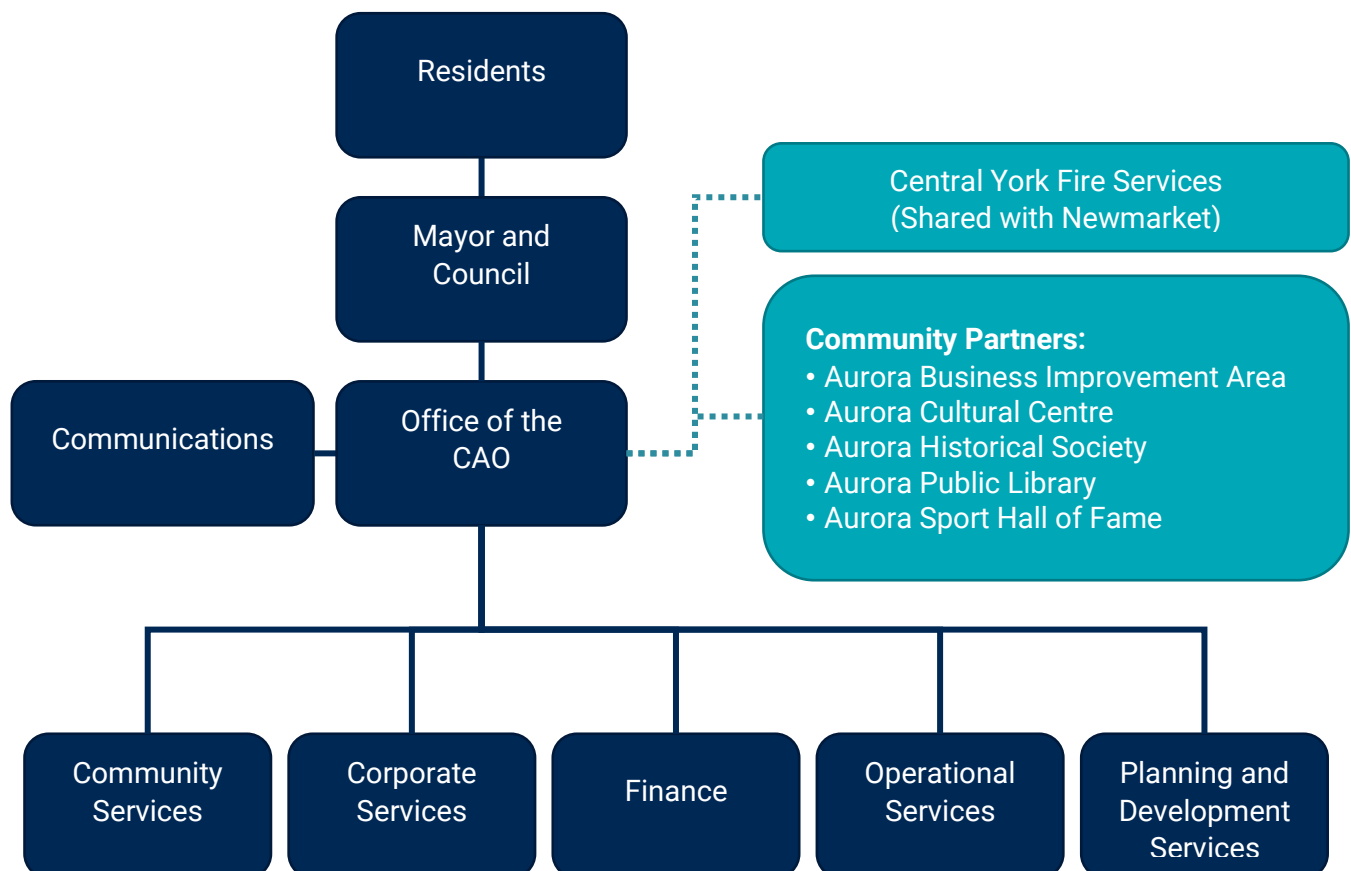 Residents
Mayor and
Council
Communications
Office of the
CAO
Central York Fire Services
(Shared with Newmarket)
Community Partners:
• Aurora Business Improvement Area
• Aurora Cultural Centre
• Aurora Historical Society
• Aurora Public Library
• Aurora Sport Hall of Fame
Community
Services
Corporate
Services
Finance
Operational
Services
Planning and
Development
Services